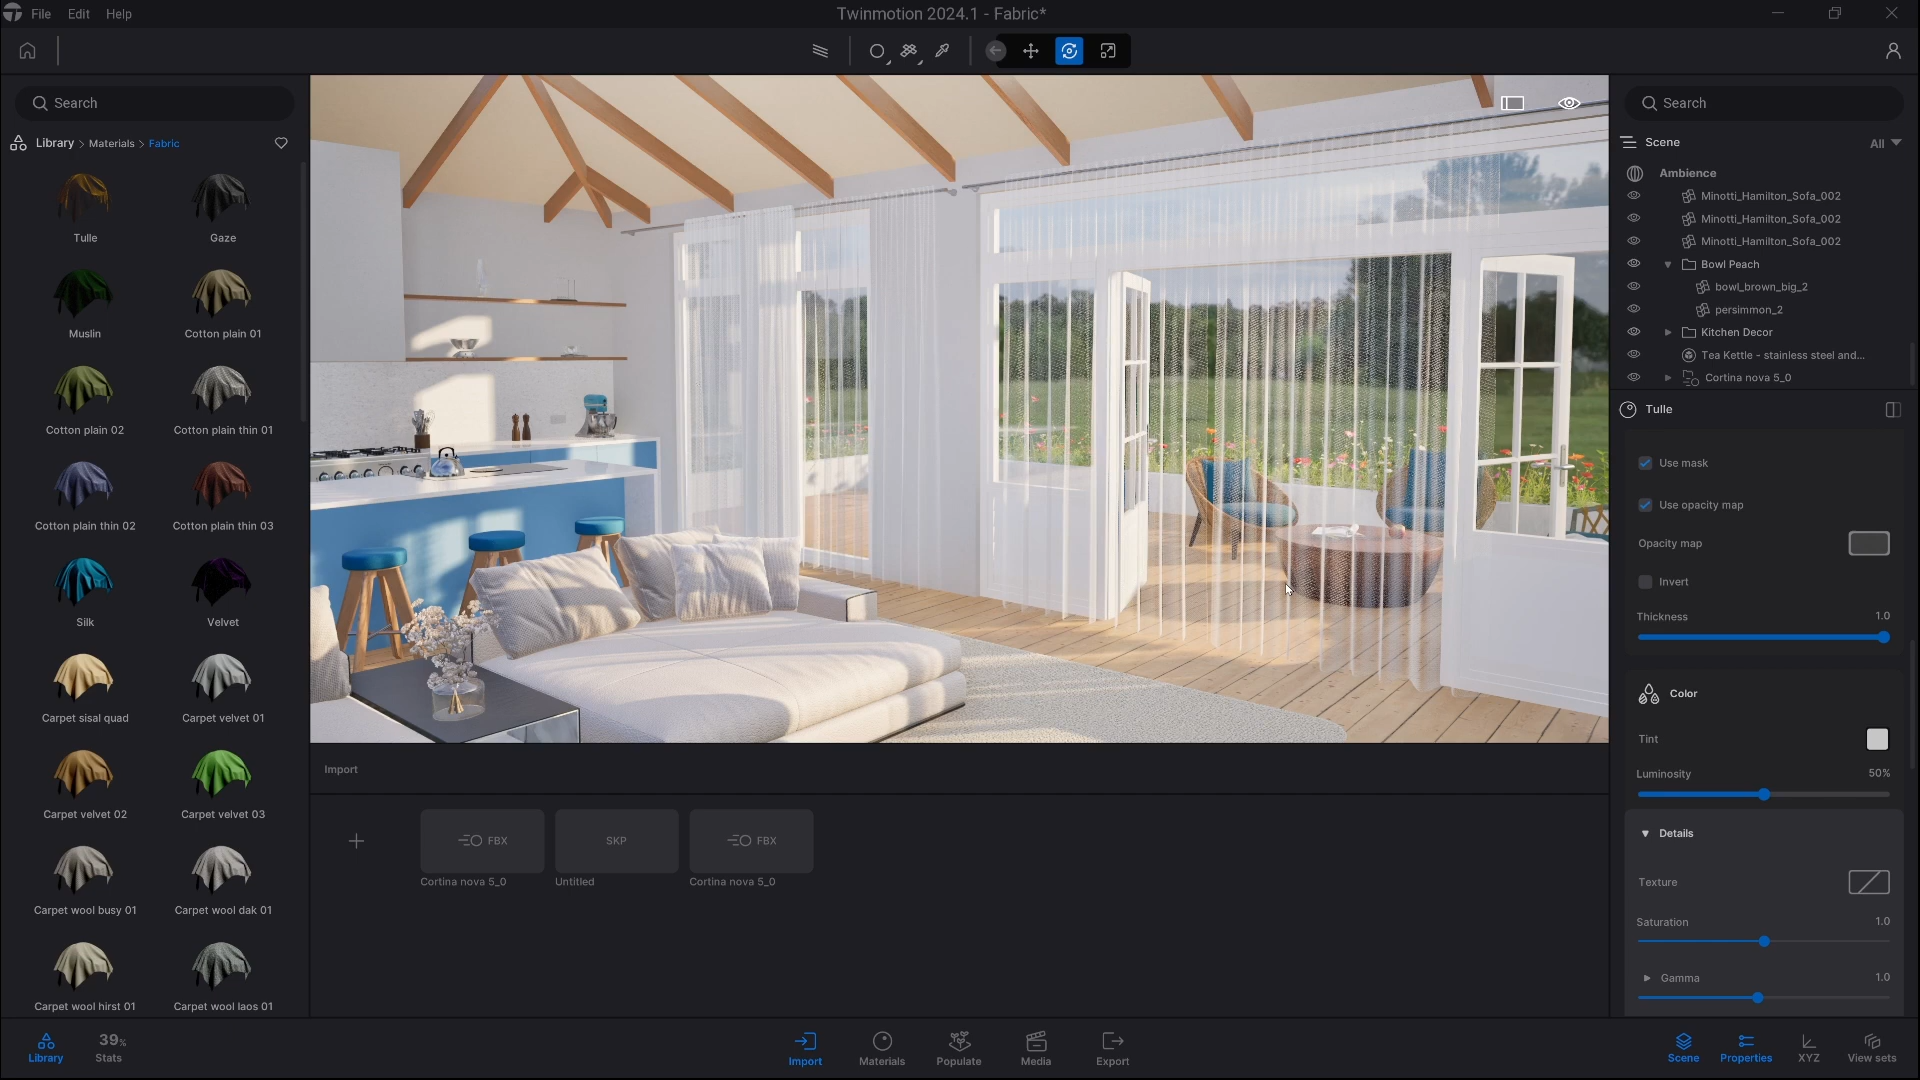 File Edit Help
Twinmotion 2024.1 - Fabric*
Search
Library > Materials > Fabric
Tulle
Gaze
Muslin
Cotton plain 01
Cotton plain 02
Cotton plain thin 01
Cotton plain thin 02
Cotton plain thin 03
Silk
Velvet
Carpet sisal quad
Carpet velvet 01
Carpet velvet 02
Carpet velvet 03
Carpet wool busy 01
Carpet wool dak 01
Carpet wool hirst 01
Carpet wool laos 01
Import
FBX
SKP
FBX
Cortina nova 5_0
Untitled
Cortina nova 5_0
Search
Scene
All
Ambience
Minotti_Hamilton_Sofa_002
Minotti_Hamilton_Sofa_002
Minotti_Hamilton_Sofa_002
Bowl Peach
bowl_brown_big_2
persimmon_2
Kitchen Decor
Tea Kettle - stainless steel and...
Cortina nova 5_0
Tulle
Use mask
Use opacity map
Opacity map
Invert
Thickness 1.0
Color
Tint
Luminosity 50%
Details
Texture
Saturation 1.0
Gamma 1.0
Library
39%
Stats
Import
Materials
Populate
Media
Export
Scene
Properties
XYZ
View sets